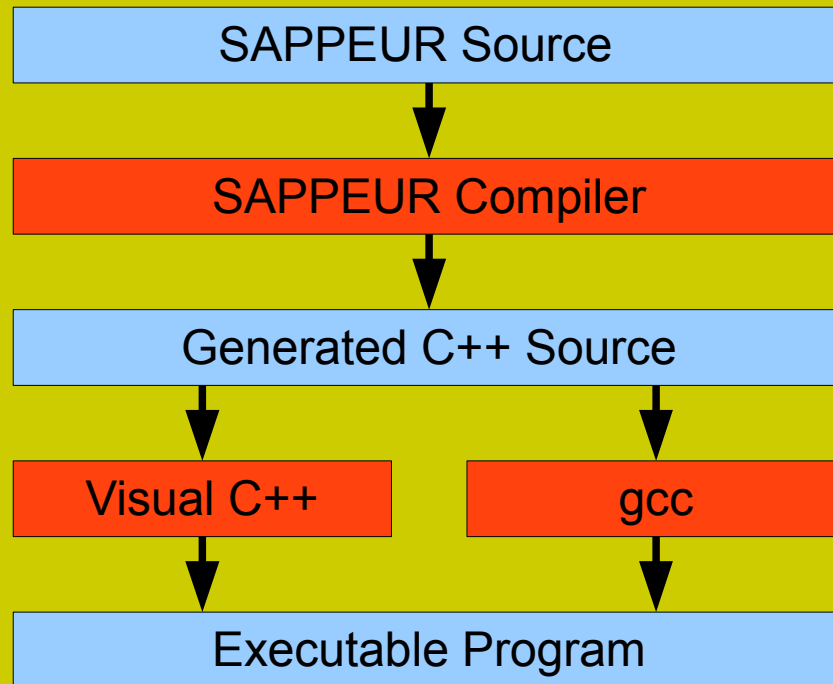 SAPPEUR Source
SAPPEUR Compiler
Generated C++ Source
Visual C++
gcc
Executable Program